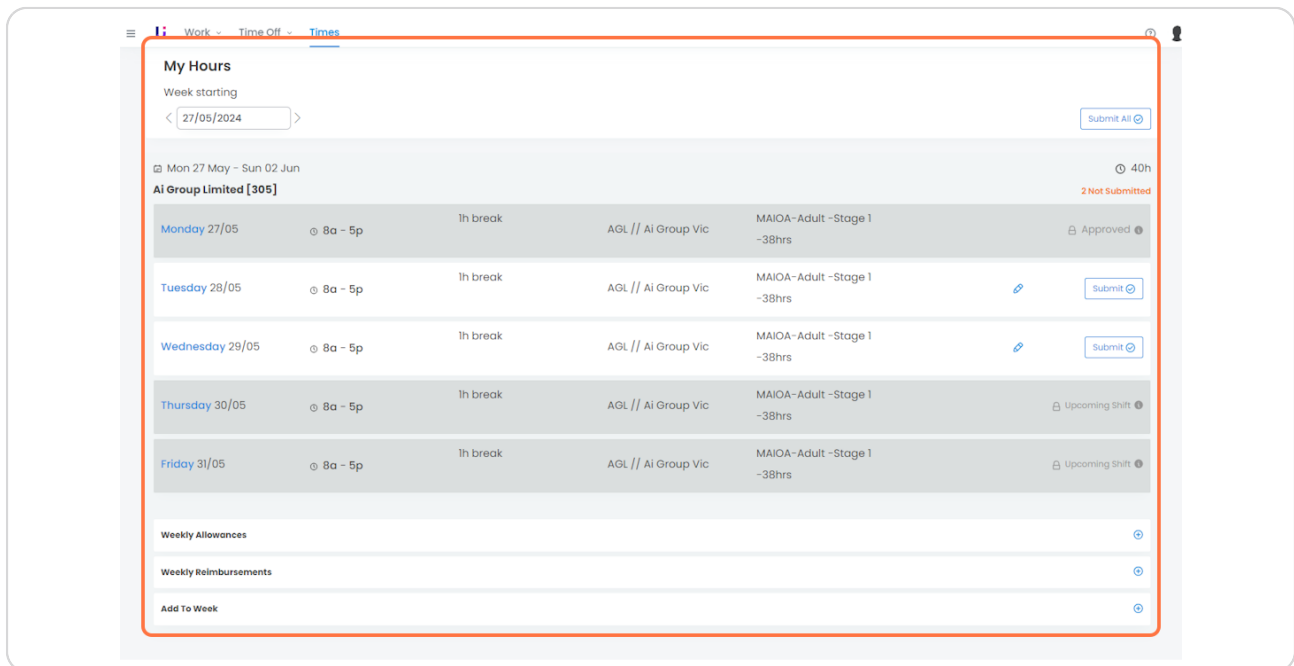 Work Time Off Times
My Hours
Week starting
27/05/2024
Submit All
Mon 27 May - Sun 02 Jun 40h
Ai Group Limited [305] 2 Not Submitted
Monday 27/05 8a - 5p 1h break AGL // Ai Group Vic MAIOA-Adult -Stage 1 Approved
-38hrs
Tuesday 28/05 8a - 5p 1h break AGL // Ai Group Vic MAIOA-Adult -Stage 1 Submit
-38hrs
Wednesday 29/05 8a - 5p 1h break AGL // Ai Group Vic MAIOA-Adult -Stage 1 Submit
-38hrs
Thursday 30/05 8a - 5p 1h break AGL // Ai Group Vic MAIOA-Adult -Stage 1 Upcoming Shift
-38hrs
Friday 31/05 8a - 5p 1h break AGL // Ai Group Vic MAIOA-Adult -Stage 1 Upcoming Shift
-38hrs
Weekly Allowances
Weekly Reimbursements
Add To Week